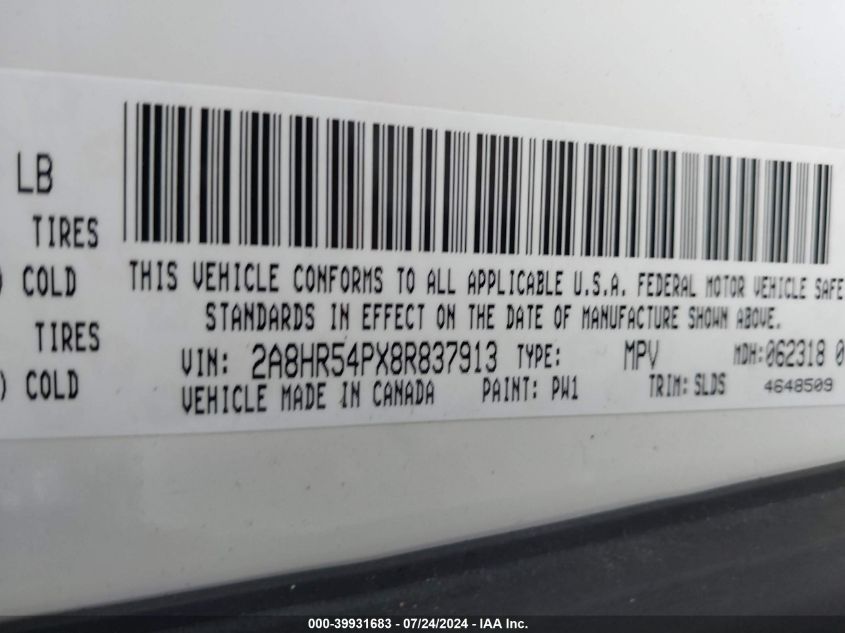 LB
TIRES
) COLD
TIRES
) COLD
THIS VEHICLE CONFORMS TO ALL APPLICABLE U.S.A. FEDERAL MOTOR VEHICLE SAFE
STANDARDS IN EFFECT ON THE DATE OF MANUFACTURE SHOWN ABOVE.
VIN: 2A8HR54PX8R837913 TYPE: MPV MDH:062318 0
VEHICLE MADE IN CANADA PAINT: PW1 TRIM: SLDS 4648509
000-39931683 / 07/24/2024 - IAA Inc.